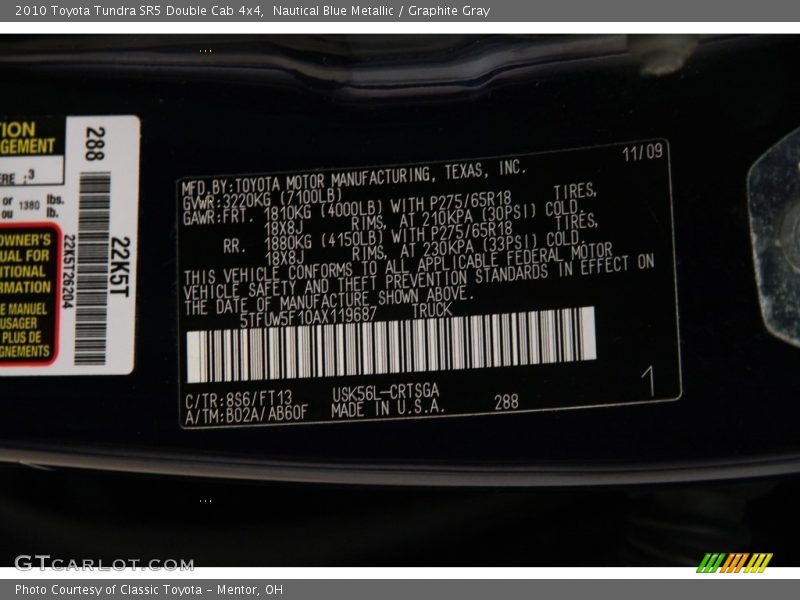 2010 Toyota Tundra SR5 Double Cab 4x4, Nautical Blue Metallic / Graphite Gray
TION
GEMENT
ERE : 3
1380 lbs.
ou lb.
OWNER'S
UAL FOR
ITIONAL
RMATION
E MANUEL
USAGER
PLUS DE
GNEMENTS
288
22K5T26204
22K5T
11/09
MFD.BY:TOYOTA MOTOR MANUFACTURING, TEXAS, INC.
GVWR:3220KG (7100LB)
GAWR:FRT. 1810KG (4000LB) WITH P275/65R18 TIRES,
18X8J RIMS, AT 210KPA (30PSI) COLD.
RR. 1880KG (4150LB) WITH P275/65R18 TIRES,
18X8J RIMS, AT 230KPA (33PSI) COLD.
THIS VEHICLE CONFORMS TO ALL APPLICABLE FEDERAL MOTOR
VEHICLE SAFETY AND THEFT PREVENTION STANDARDS IN EFFECT ON
THE DATE OF MANUFACTURE SHOWN ABOVE.
5TFUW5F10AX119687 TRUCK
C/TR:8S6/FT13 USK56L-CRTSGA
A/TM:B02A/AB60F MADE IN U.S.A. 288
1
GTCarLot.com
Photo Courtesy of Classic Toyota - Mentor, OH